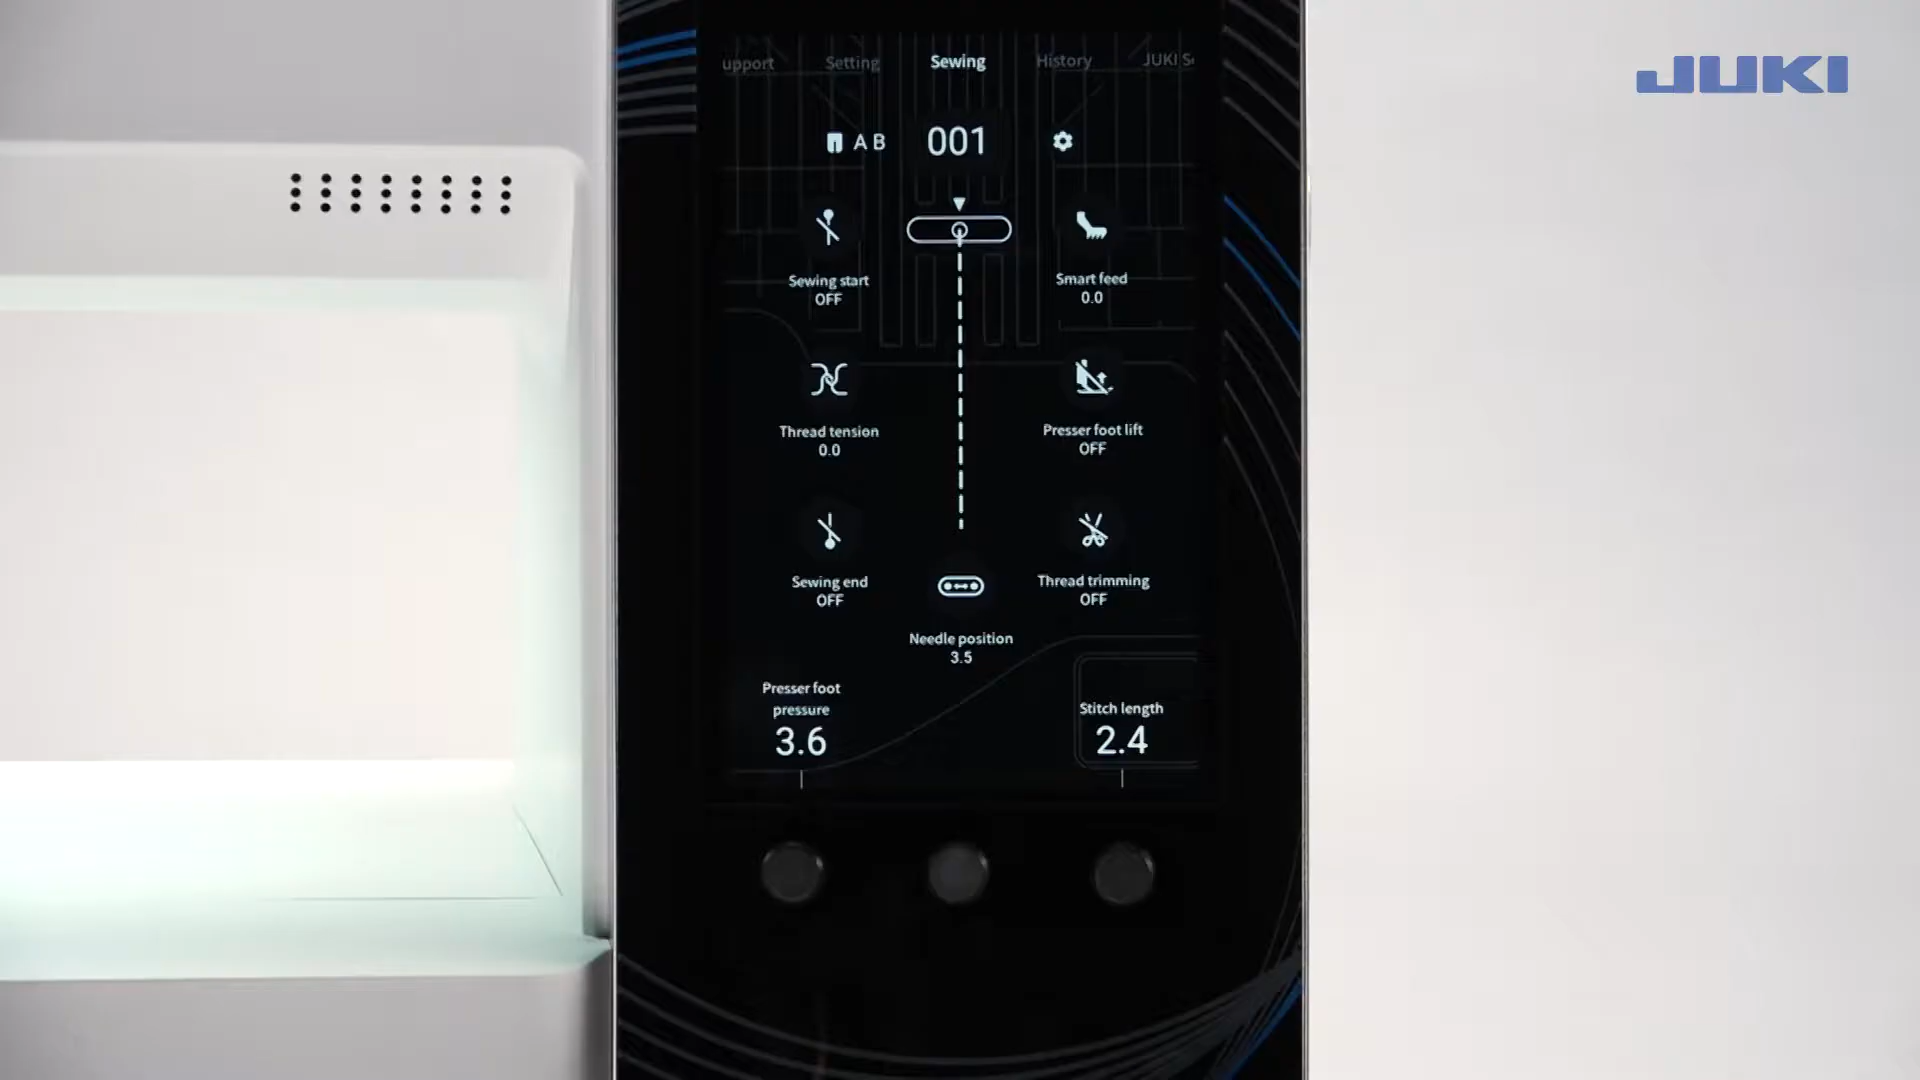 upport Setting Sewing History JUKI Se
JUKI
A B 001
Sewing start
OFF
Smart feed
0.0
Thread tension
0.0
Presser foot lift
OFF
Sewing end
OFF
Thread trimming
OFF
Needle position
3.5
Presser foot
pressure
3.6
Stitch length
2.4